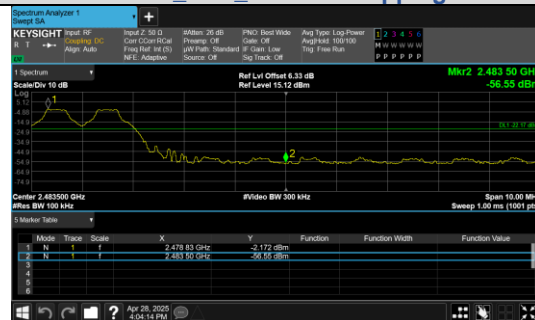 Spectrum Analyzer 1
Swept SA
+
KEYSIGHT Input: RF Input Z: 50 Ω #Atten: 26 dB PNO: Best Wide Avg Type: Log-Power 1 2 3 4 5 6
R T Coupling: DC Corr CCorr RCal Preamp: Off Gate: Off Avg|Hold: 100/100 M W W W W W
Align: Auto Freq Ref: Int (S) µW Path: Standard IF Gain: Low Trig: Free Run
NFE: Adaptive Source: Off Sig Track: Off P P P P P P
1 Spectrum Ref Lvl Offset 6.33 dB Mkr2 2.483 50 GHz
Scale/Div 10 dB Ref Level 15.12 dBm -56.55 dBm
Log
5.12
-4.88
-14.9
-24.9
-34.9
-44.9
-54.9
-64.9
-74.9
1
2
Center 2.483500 GHz #Video BW 300 kHz Span 10.00 MH
#Res BW 100 kHz Sweep 1.00 ms (1001 pts
5 Marker Table
Mode Trace Scale X Y Function Function Width Function Value
1 N 1 f 2.478 83 GHz -2.172 dBm
2 N 1 f 2.483 50 GHz -56.55 dBm
3
4
5
6
? Apr 28, 2025
4:04:14 PM